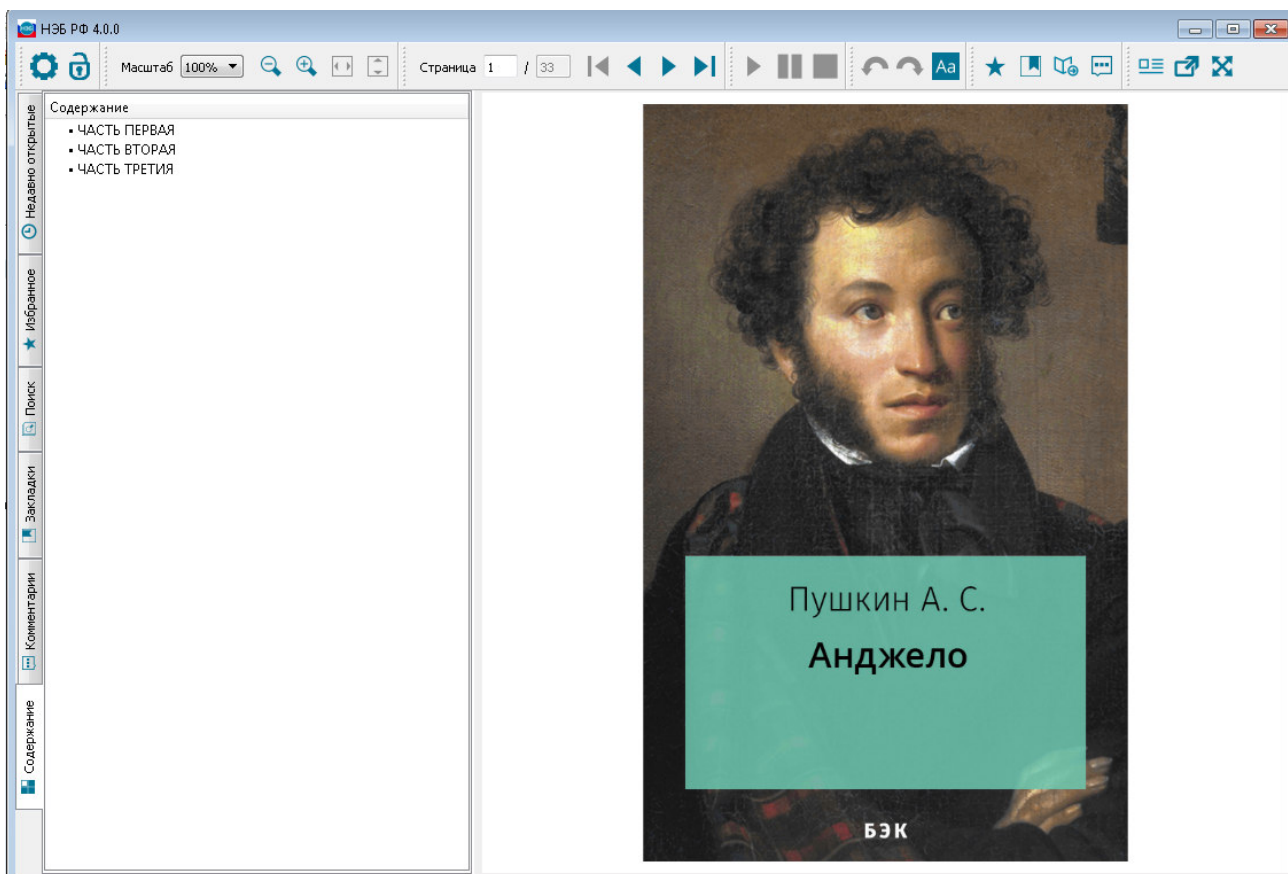 НЭБ РФ 4.0.0
Масштаб 100% Страница 1 / 33 Aa
Недавно открытые
Избранное
Поиск
Закладки
Комментарии
Содержание
Содержание
• ЧАСТЬ ПЕРВАЯ
• ЧАСТЬ ВТОРАЯ
• ЧАСТЬ ТРЕТИЯ
Пушкин А. С.
Анджело
БЭК